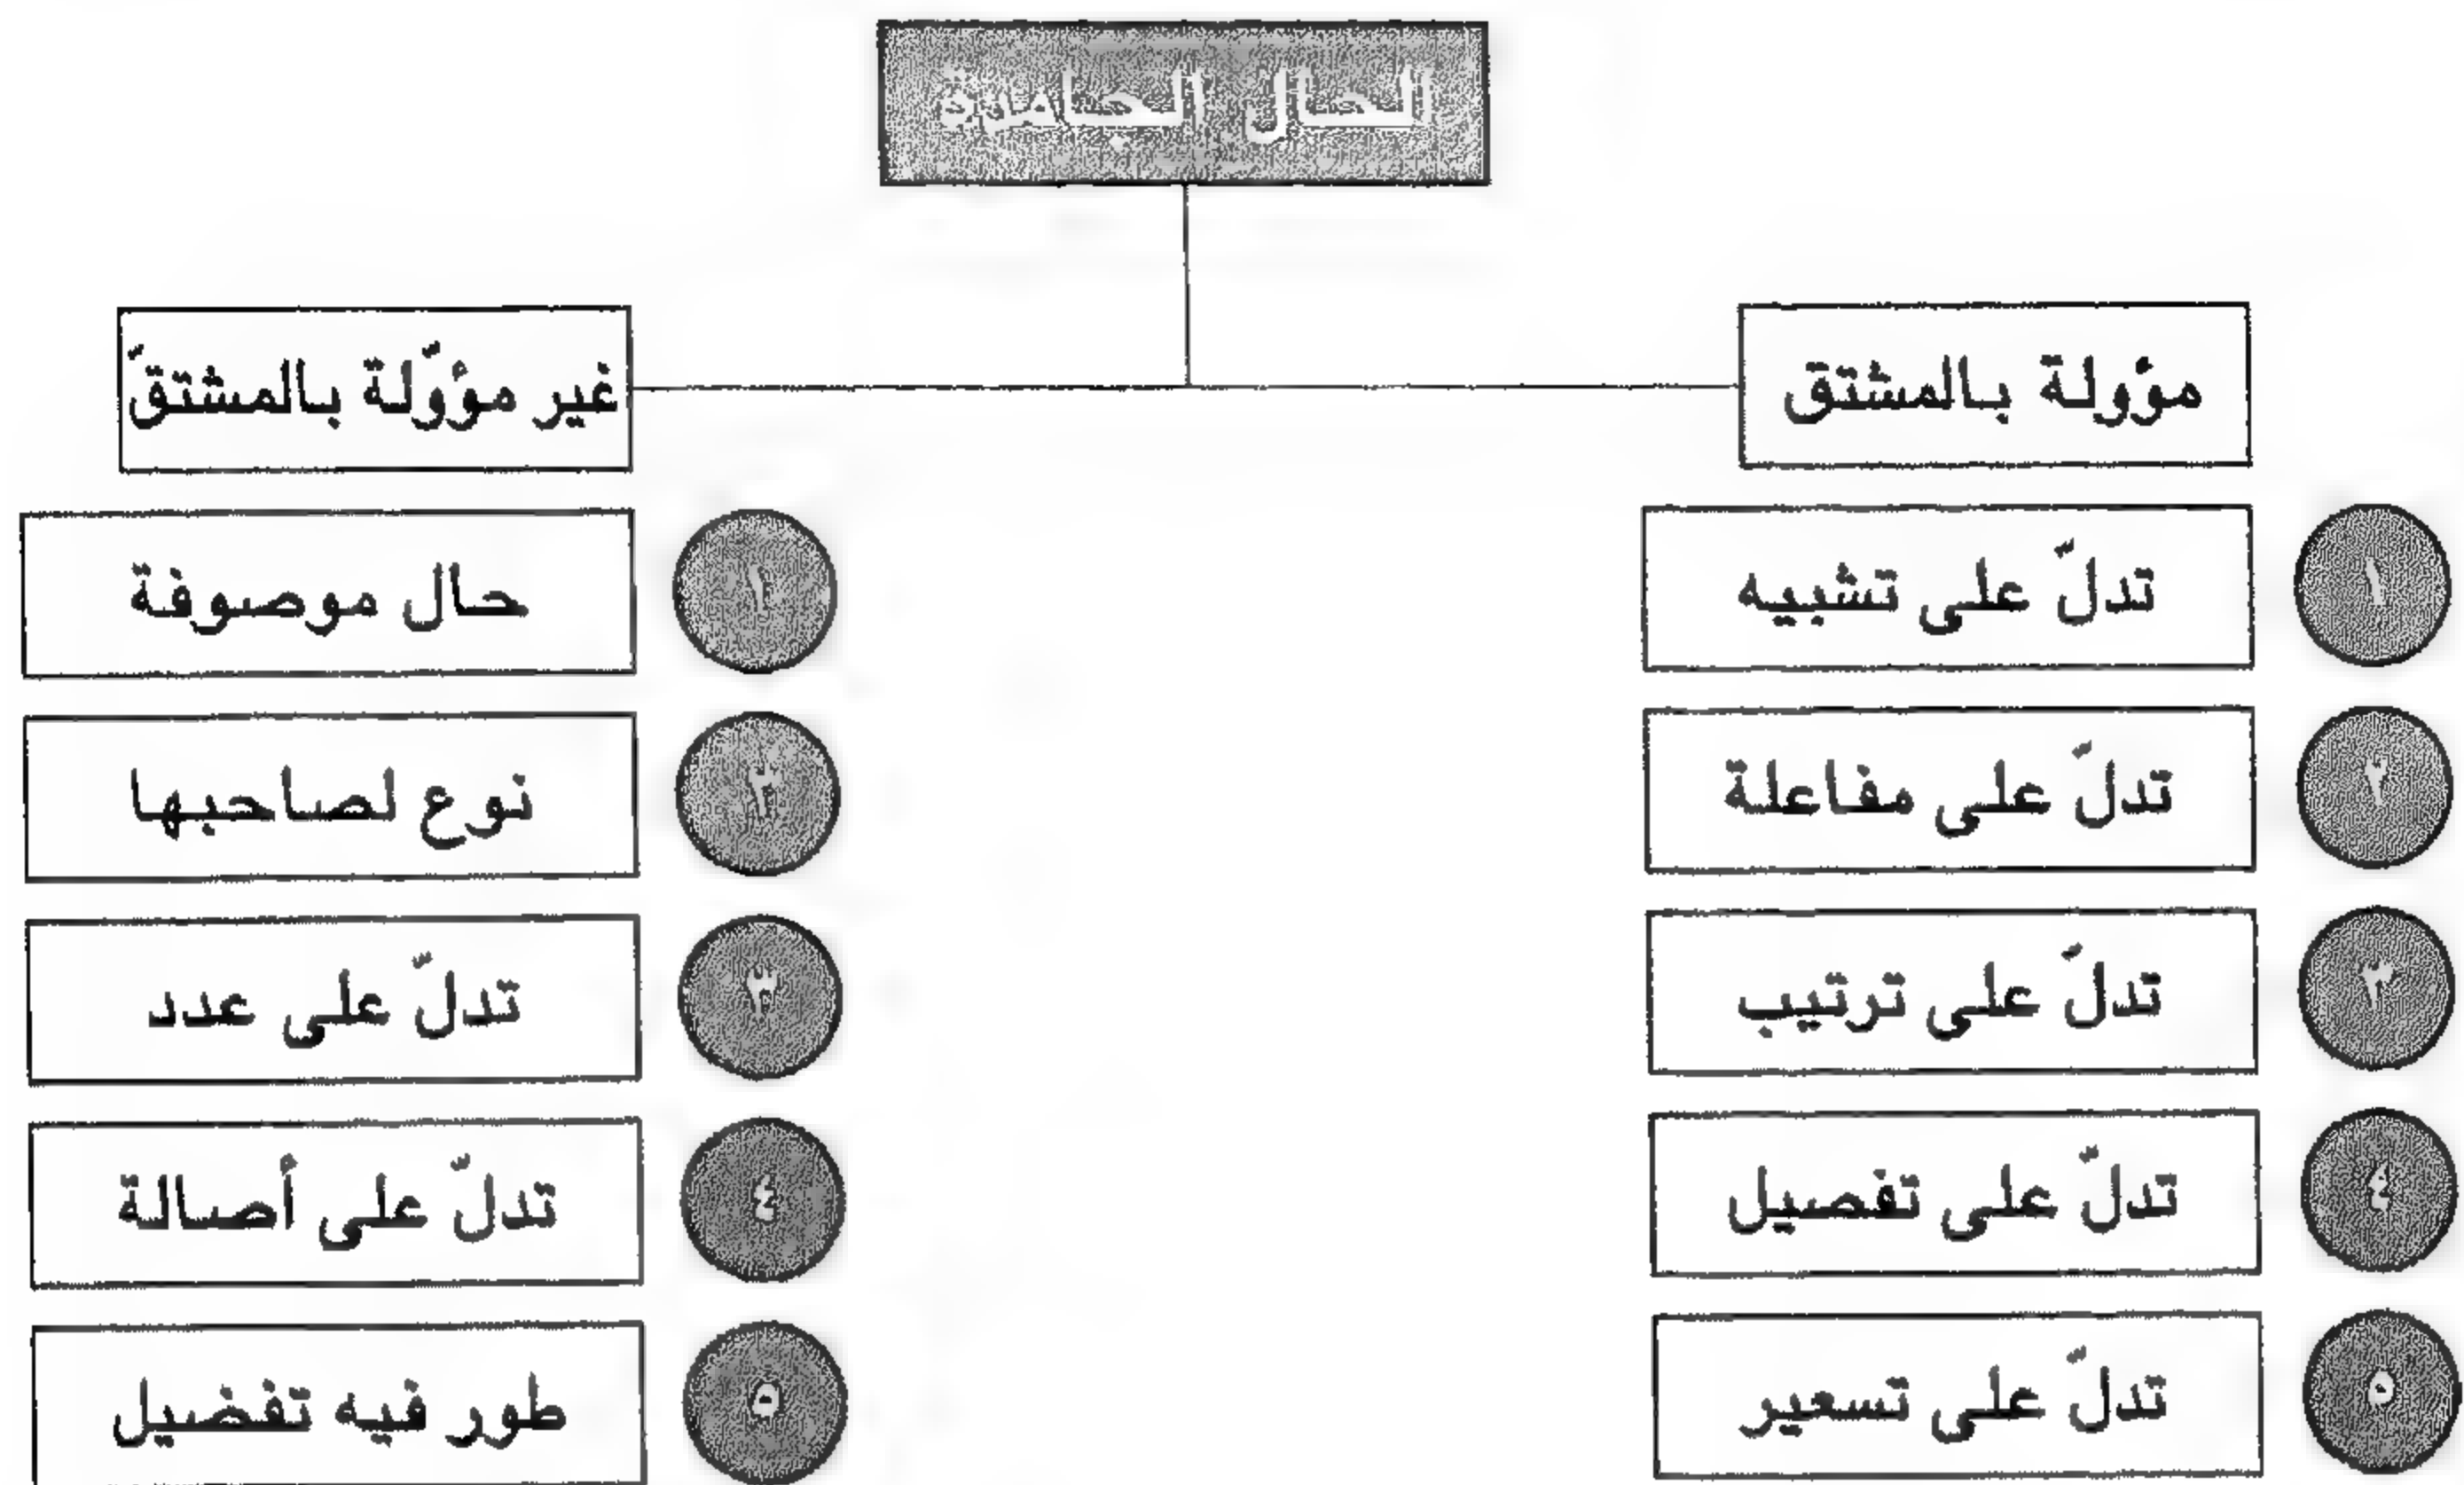 الحال الجامدة
مؤولة بالمشتق
١ تدلّ على تشبيه
٢ تدلّ على مفاعلة
٣ تدلّ على ترتيب
٤ تدلّ على تفصيل
٥ تدلّ على تسعير
غير مؤوّلة بالمشتقّ
١ حال موصوفة
٢ نوع لصاحبها
٣ تدلّ على عدد
٤ تدلّ على أصالة
٥ طور فيه تفضيل